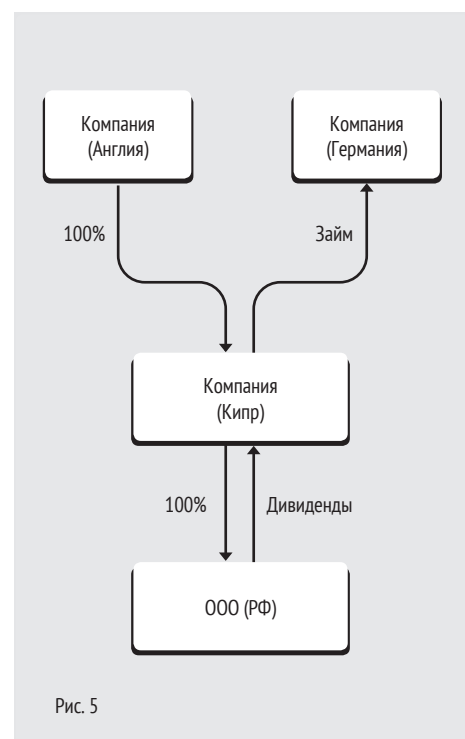 Компания
(Англия)
Компания
(Германия)
100%
Займ
Компания
(Кипр)
100%
Дивиденды
ООО (РФ)
Рис. 5